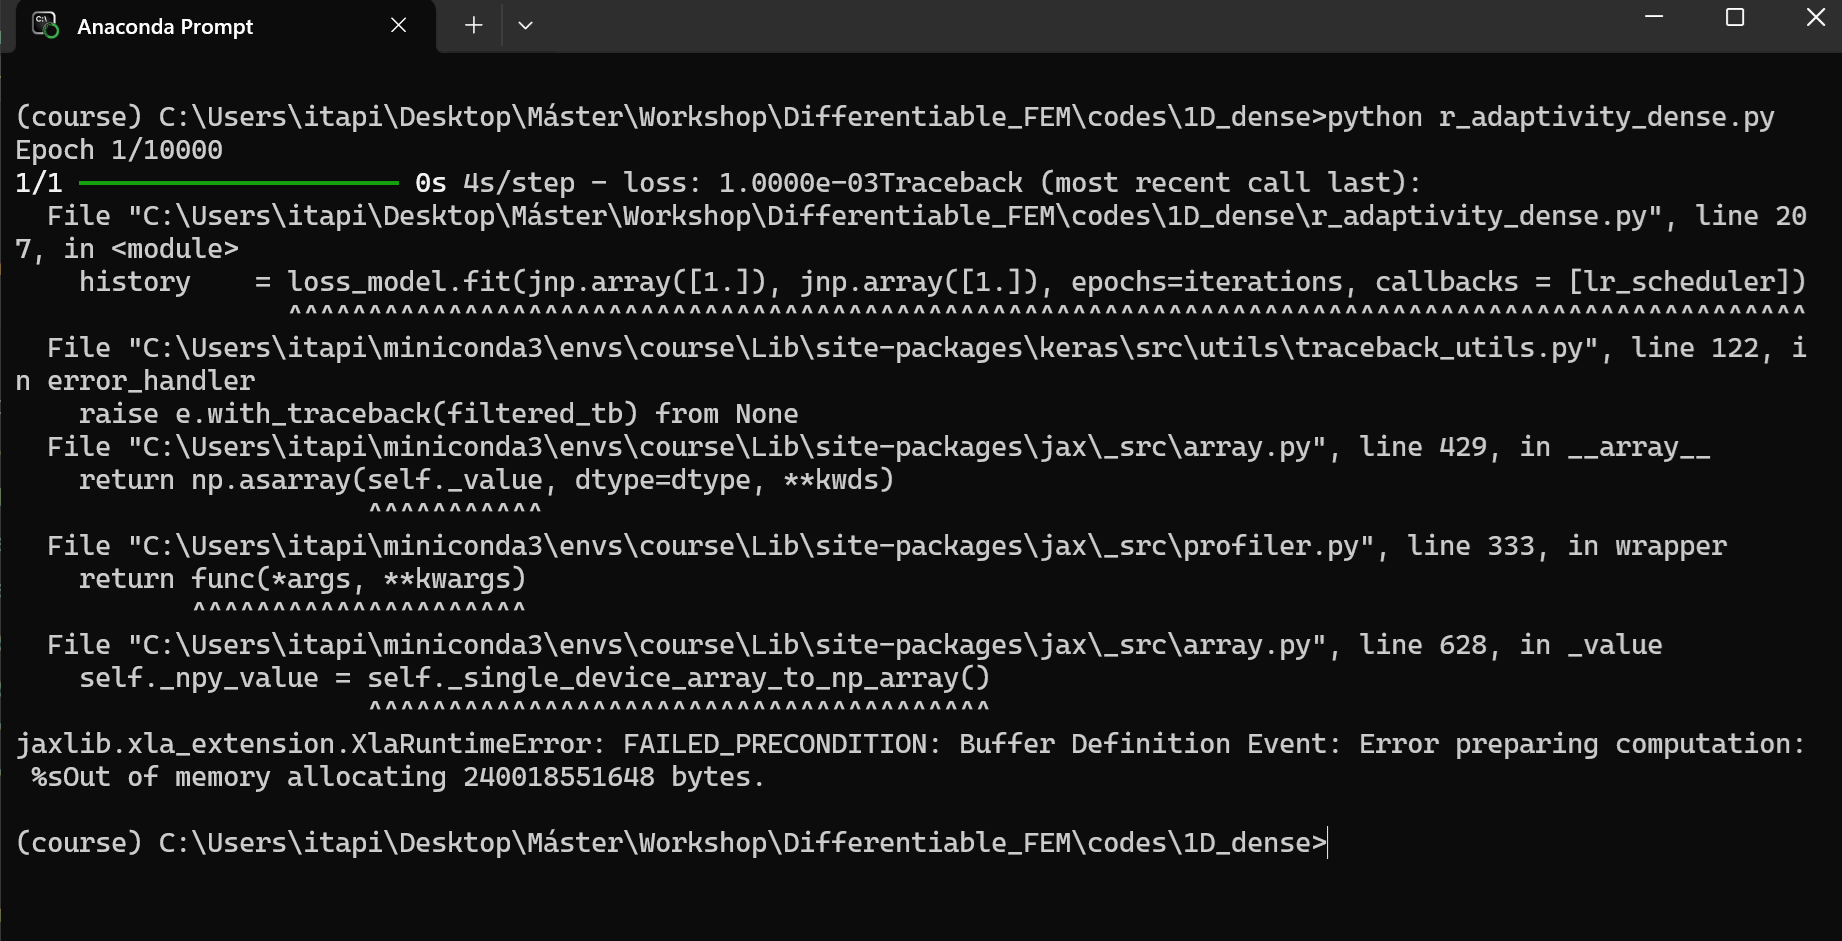 Anaconda Prompt
(course) C:\Users\itapi\Desktop\Máster\Workshop\Differentiable_FEM\codes\1D_dense>python r_adaptivity_dense.py
Epoch 1/10000
1/1 ━━━━━━━━━━━━━━━━━━━━ 0s 4s/step - loss: 1.0000e-03Traceback (most recent call last):
  File "C:\Users\itapi\Desktop\Máster\Workshop\Differentiable_FEM\codes\1D_dense\r_adaptivity_dense.py", line 20
7, in <module>
    history    = loss_model.fit(jnp.array([1.]), jnp.array([1.]), epochs=iterations, callbacks = [lr_scheduler])
                 ^^^^^^^^^^^^^^^^^^^^^^^^^^^^^^^^^^^^^^^^^^^^^^^^^^^^^^^^^^^^^^^^^^^^^^^^^^^^^^^^^^^^^^^^^^^^^^^
  File "C:\Users\itapi\miniconda3\envs\course\Lib\site-packages\keras\src\utils\traceback_utils.py", line 122, i
n error_handler
    raise e.with_traceback(filtered_tb) from None
  File "C:\Users\itapi\miniconda3\envs\course\Lib\site-packages\jax\_src\array.py", line 429, in __array__
    return np.asarray(self._value, dtype=dtype, **kwds)
                      ^^^^^^^^^^^
  File "C:\Users\itapi\miniconda3\envs\course\Lib\site-packages\jax\_src\profiler.py", line 333, in wrapper
    return func(*args, **kwargs)
           ^^^^^^^^^^^^^^^^^^^^^
  File "C:\Users\itapi\miniconda3\envs\course\Lib\site-packages\jax\_src\array.py", line 628, in _value
    self._npy_value = self._single_device_array_to_np_array()
                      ^^^^^^^^^^^^^^^^^^^^^^^^^^^^^^^^^^^^^^^
jaxlib.xla_extension.XlaRuntimeError: FAILED_PRECONDITION: Buffer Definition Event: Error preparing computation:
 %sOut of memory allocating 240018551648 bytes.
(course) C:\Users\itapi\Desktop\Máster\Workshop\Differentiable_FEM\codes\1D_dense>